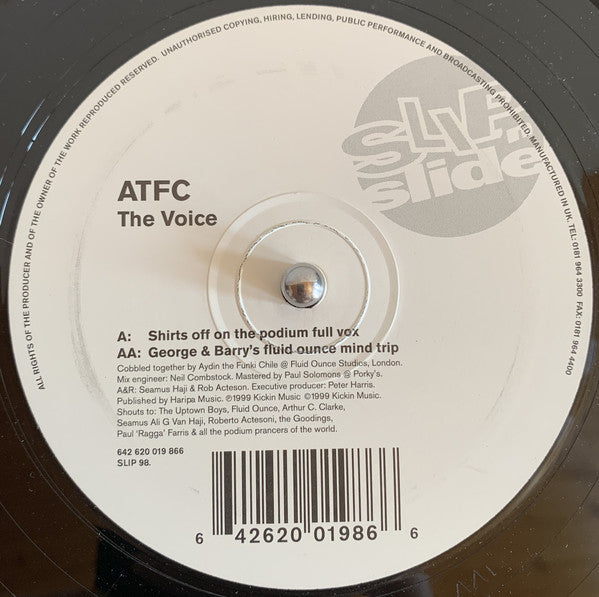 ALL RIGHTS OF THE PRODUCER AND OF THE OWNER OF THE WORK REPRODUCED RESERVED. UNAUTHORISED COPYING, HIRING, LENDING, PUBLIC PERFORMANCE AND BROADCASTING PROHIBITED. MANUFACTURED IN UK. TEL: 0181 964 3300 FAX: 0181 964 4400
SLIP 'n'
slide
ATFC
The Voice
A: Shirts off on the podium full vox
AA: George & Barry's fluid ounce mind trip
Cobbled together by Aydin the Funki Chile @ Fluid Ounce Studios, London.
Mix engineer: Neil Combstock. Mastered by Paul Solomons @ Porky's.
A&R: Seamus Haji & Rob Acteson. Executive producer: Peter Harris.
Published by Haripa Music. ℗1999 Kickin Music ©1999 Kickin Music.
Shouts to: The Uptown Boys, Fluid Ounce, Arthur C. Clarke,
Seamus Ali G Van Haji, Roberto Actesoni, the Goodings,
Paul 'Ragga' Farris & all the podium prancers of the world.
642 620 019 866
SLIP 98.
6 42620 01986 6